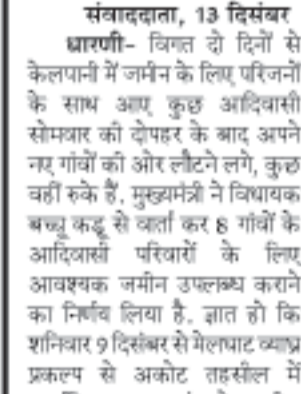 संवाददाता, 13 दिसंबर
धारणी- विगत दो दिनों से
केलपानी में जमीन के लिए परिजनों
के साथ आए कुछ आदिवासी
सोमवार की दोपहर के बाद अपने
नए गांवों की ओर लौटने लगे, कुछ
वहीं रुके हैं. मुख्यमंत्री ने विधायक
बच्चु कडू से वार्ता कर 8 गांवों के
आदिवासी परिवारों के लिए
आवश्यक जमीन उपलब्ध कराने
का निर्णय लिया है. ज्ञात हो कि
शनिवार 9 दिसंबर से मेलघाट व्याघ्र
प्रकल्प से अकोट तहसील में